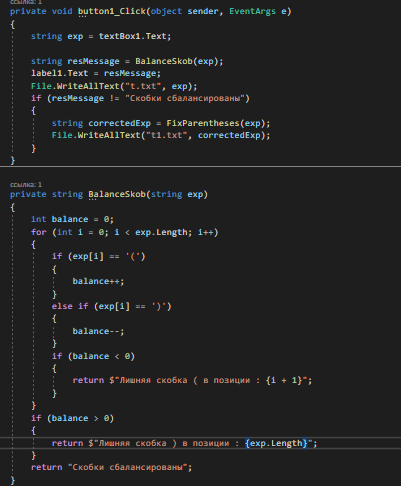 ссылка: 1
private void button1_Click(object sender, EventArgs e)
{
string exp = textBox1.Text;
string resMessage = BalanceSkob(exp);
label1.Text = resMessage;
File.WriteAllText("t.txt", exp);
if (resMessage != "Скобки сбалансированы")
{
string correctedExp = FixParentheses(exp);
File.WriteAllText("t1.txt", correctedExp);
}
}
ссылка: 1
private string BalanceSkob(string exp)
{
int balance = 0;
for (int i = 0; i < exp.Length; i++)
{
if (exp[i] == '(')
{
balance++;
}
else if (exp[i] == ')')
{
balance--;
}
if (balance < 0)
{
return $"Лишняя скобка ( в позиции : {i + 1}";
}
}
if (balance > 0)
{
return $"Лишняя скобка ) в позиции : {exp.Length}";
}
return "Скобки сбалансированы";
}